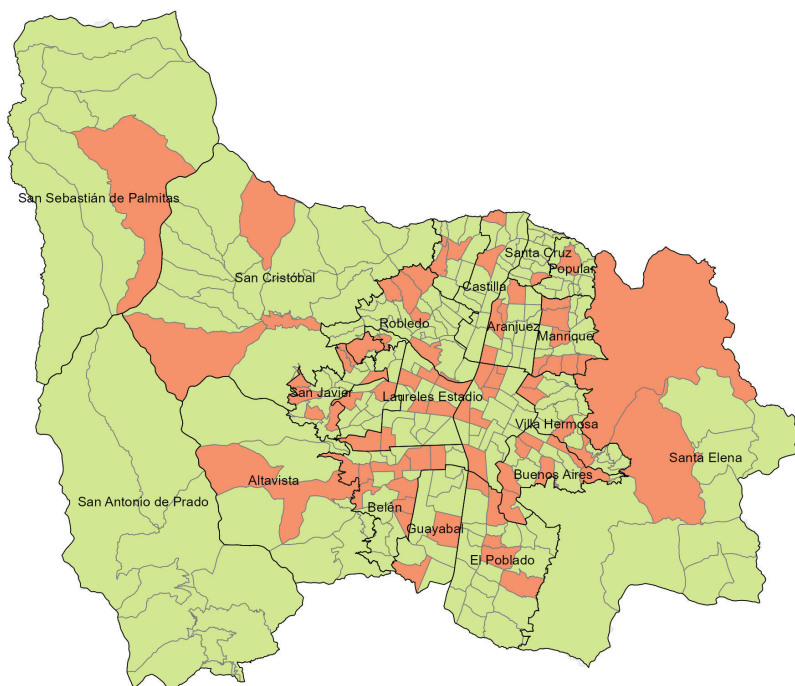 San Sebastián de Palmitas
San Cristóbal
Santa Cruz
Popular
Castilla
Robledo
Aranjuez
Manrique
San Javier
Laureles Estadio
Villa Hermosa
Santa Elena
Buenos Aires
Altavista
San Antonio de Prado
Belén
Guayabal
El Poblado